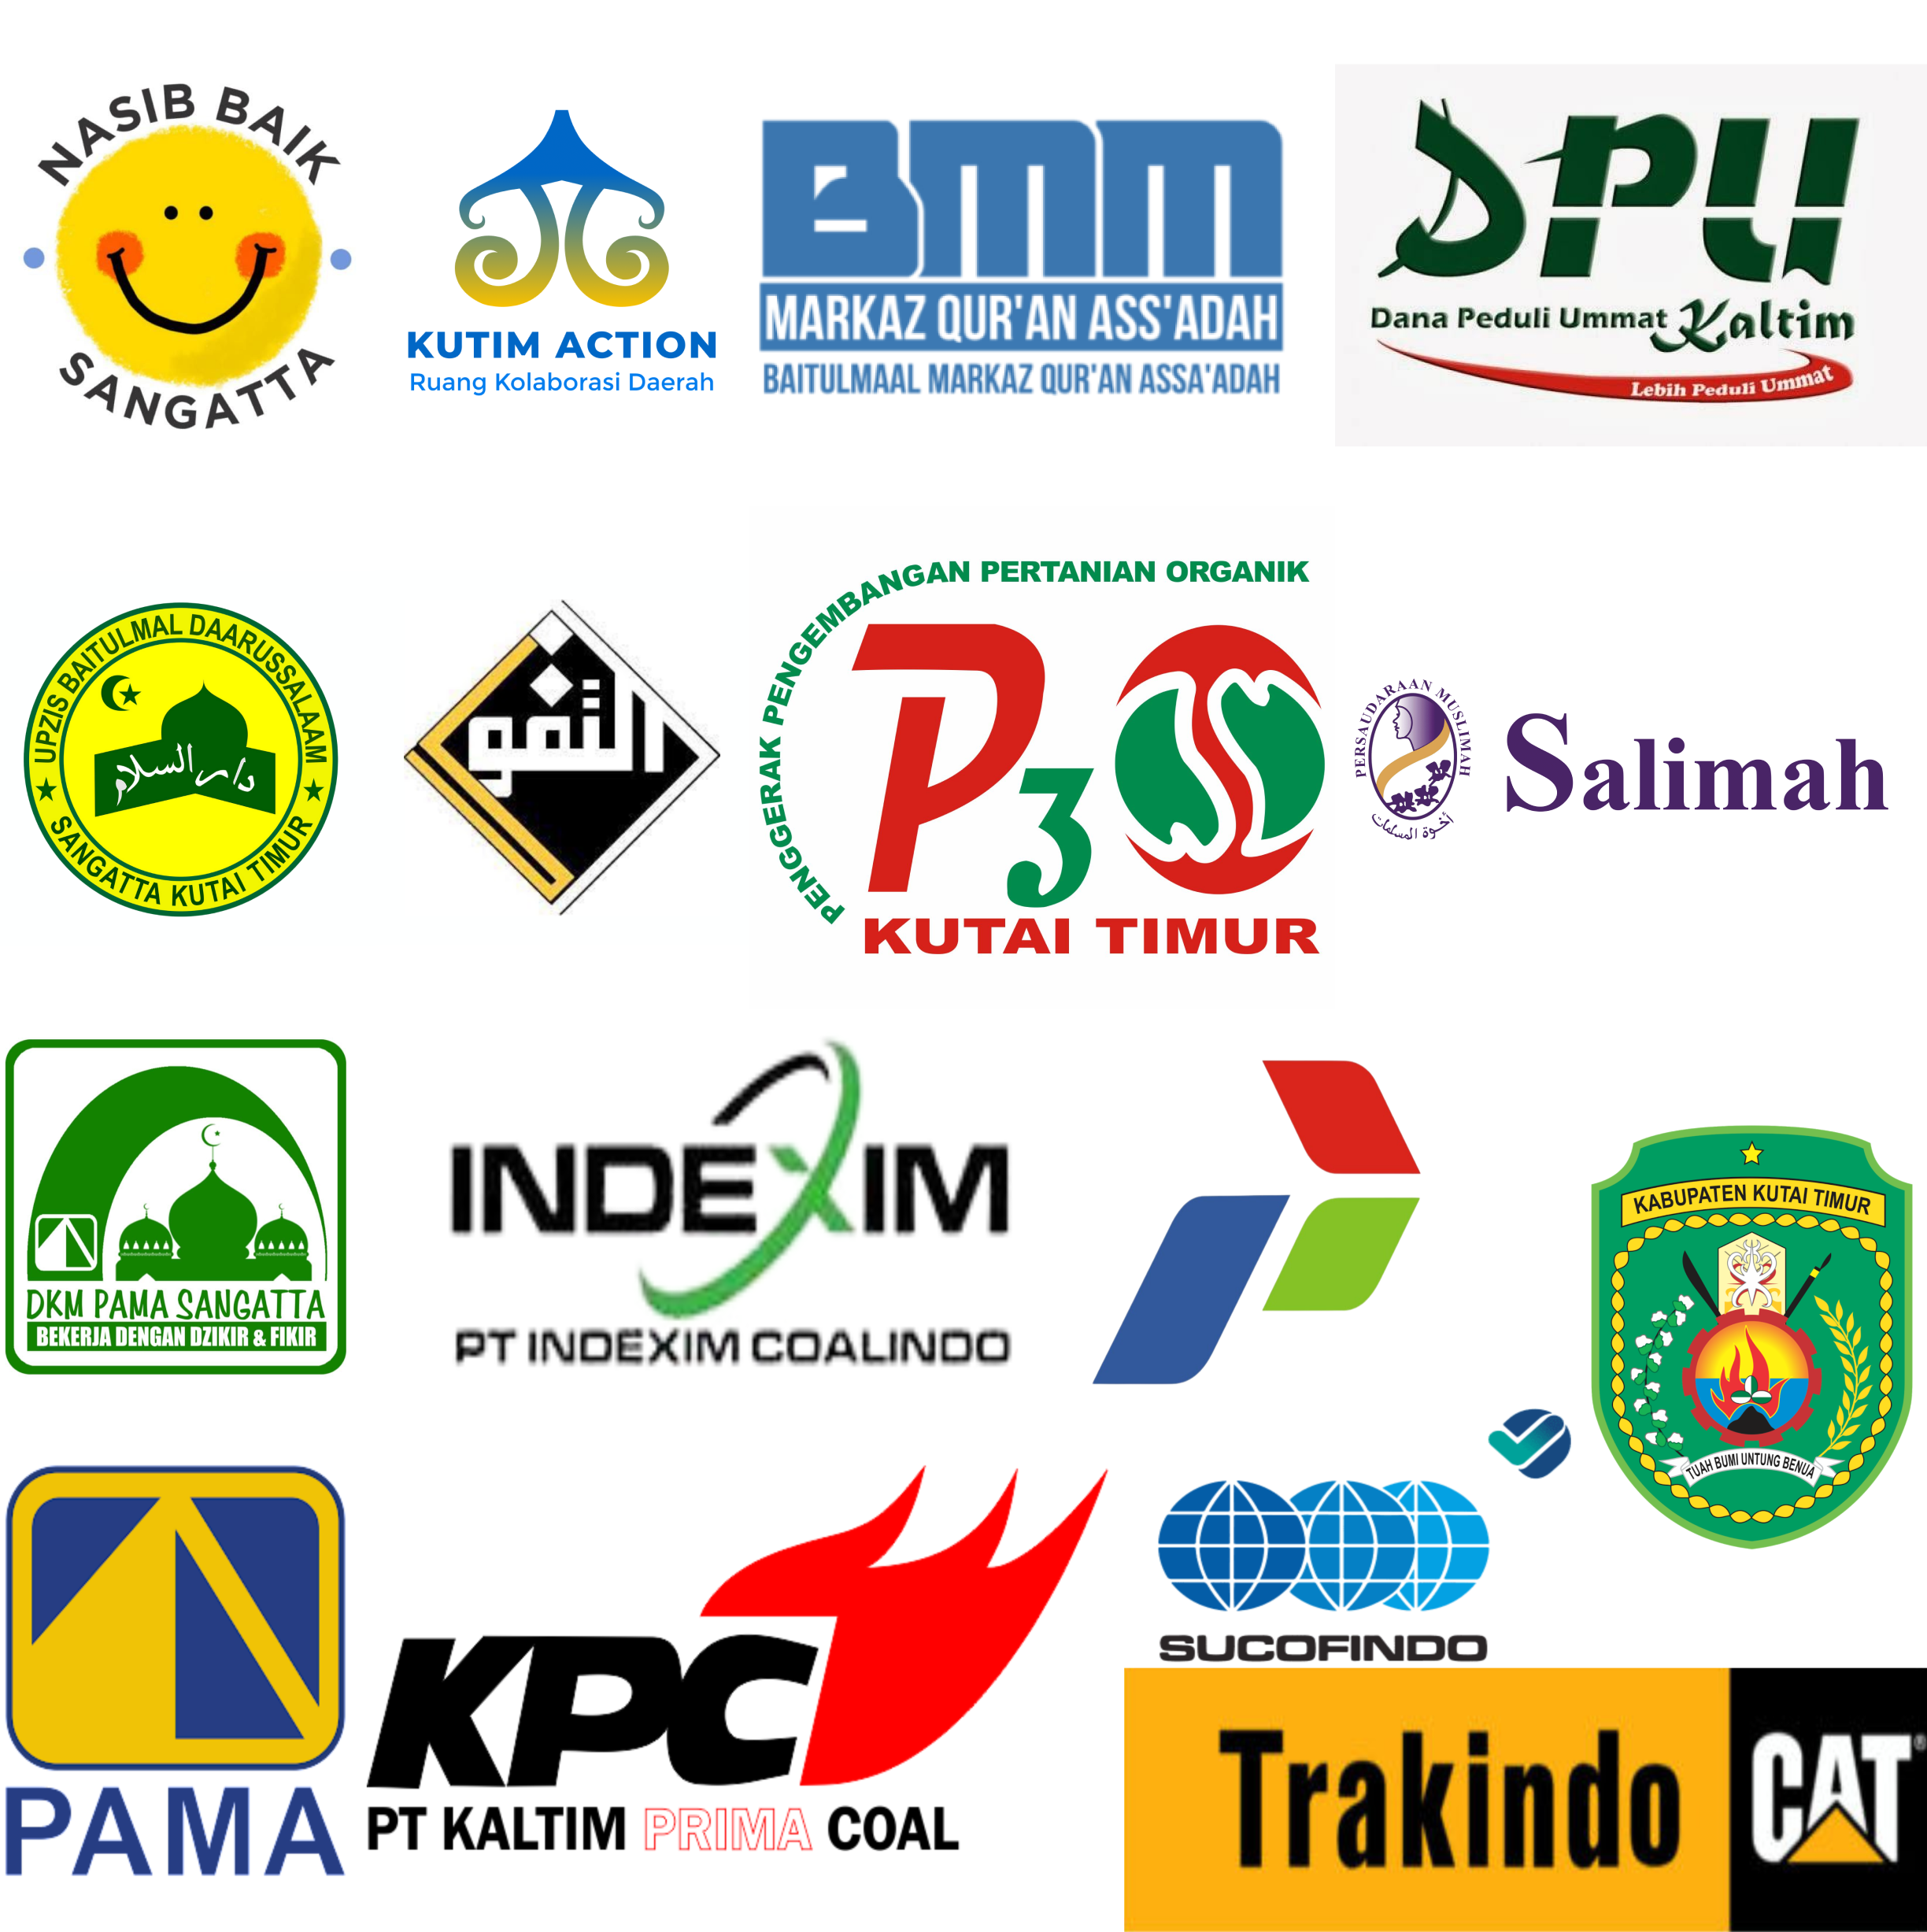 NASIB BAIK
SANGATTA
KUTIM ACTION
Ruang Kolaborasi Daerah
BMM
MARKAZ QUR'AN ASS'ADAH
BAITULMAAL MARKAZ QUR'AN ASSA'ADAH
DPU
Dana Peduli Ummat Kaltim
Lebih Peduli Ummat
UPZIS BAITULMAL DAARUSSALAAM
دار السلام
★ SANGATTA KUTAI TIMUR ★
النمو
PENGGERAK PENGEMBANGAN PERTANIAN ORGANIK
P3O
KUTAI TIMUR
PERSAUDARAAN MUSLIMAH
أخوة المسلمات
Salimah
DKM PAMA SANGATTA
BEKERJA DENGAN DZIKIR & FIKIR
INDEXIM
PT INDEXIM COALINDO
KABUPATEN KUTAI TIMUR
TUAH BUMI UNTUNG BENUA
PAMA
KPC
PT KALTIM PRIMA COAL
SUCOFINDO
Trakindo
CAT®